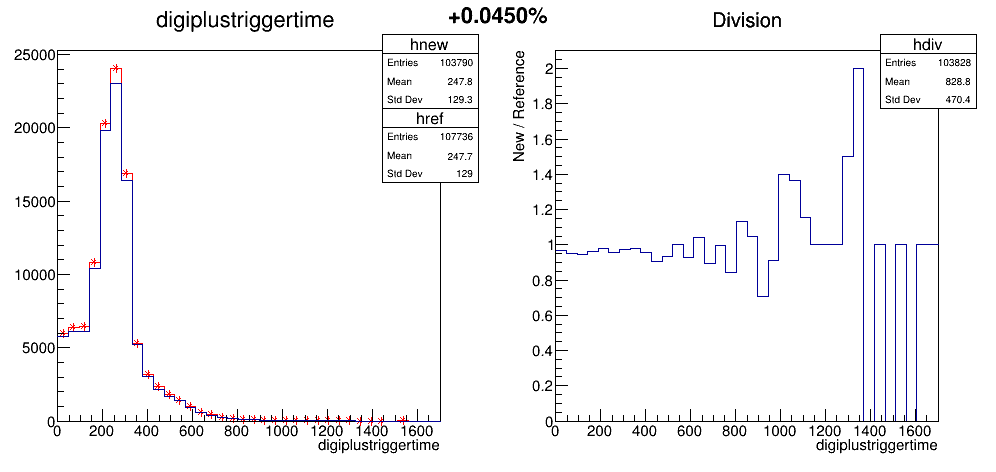 digiplustriggertime
+0.0450%
Division
hnew
Entries 103790
Mean 247.8
Std Dev 129.3
href
Entries 107736
Mean 247.7
Std Dev 129
25000
20000
15000
10000
5000
0
0 200 400 600 800 1000 1200 1400 1600
digiplustriggertime
hdiv
Entries 103828
Mean 828.8
Std Dev 470.4
New / Reference
2
1.8
1.6
1.4
1.2
1
0.8
0.6
0.4
0.2
0
0 200 400 600 800 1000 1200 1400 1600
digiplustriggertime